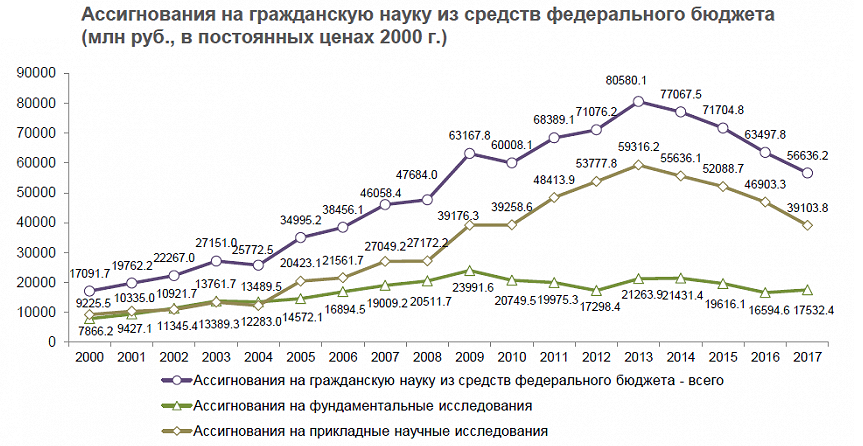 Ассигнования на гражданскую науку из средств федерального бюджета
(млн руб., в постоянных ценах 2000 г.)
90000
80000
70000
60000
50000
40000
30000
20000
10000
0
17091.7 19762.2 22267.0 27151.0 25772.5 34995.2 38456.1 46058.4 47684.0 63167.8 60008.1 68389.1 71076.2 80580.1 77067.5 71704.8 63497.8 56636.2
9225.5 10335.0 10921.7 13761.7 13489.5 20423.1 21561.7 27049.2 27172.2 39176.3 39258.6 48413.9 53777.8 59316.2 55636.1 52088.7 46903.3 39103.8
7866.2 9427.1 11345.4 13389.3 12283.0 14572.1 16894.5 19009.2 20511.7 23991.6 20749.5 19975.3 17298.4 21263.9 21431.4 19616.1 16594.6 17532.4
2000 2001 2002 2003 2004 2005 2006 2007 2008 2009 2010 2011 2012 2013 2014 2015 2016 2017
Ассигнования на гражданскую науку из средств федерального бюджета - всего
Ассигнования на фундаментальные исследования
Ассигнования на прикладные научные исследования